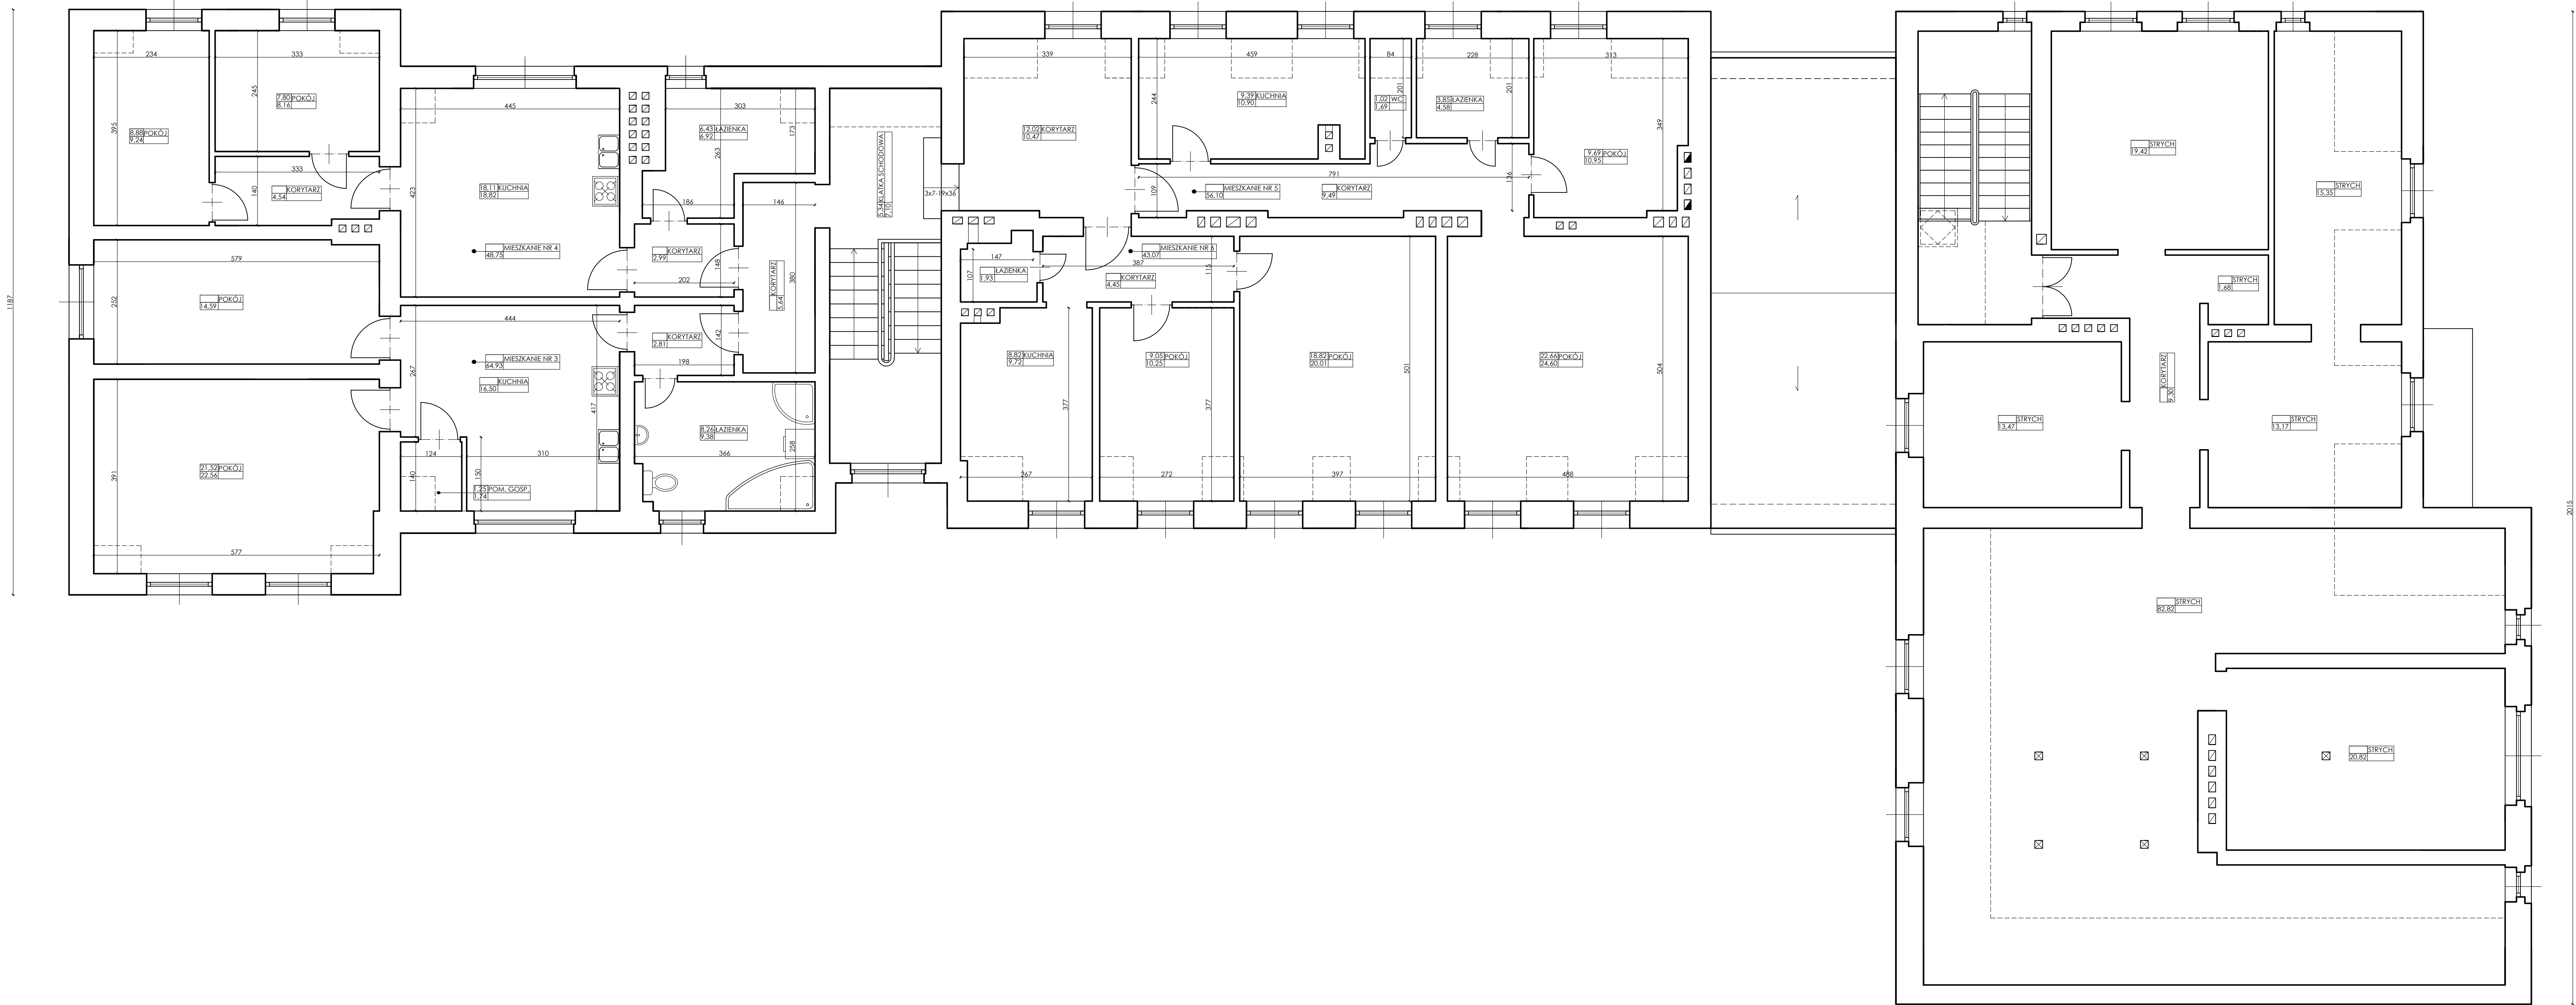 1187
234
395
8,88 POKÓJ
9,24
333
245
7,80 POKÓJ
8,16
333
140
KORYTARZ
4,54
445
423
18,11 KUCHNIA
18,82
MIESZKANIE NR 4
48,75
303
173
263
6,43 ŁAZIENKA
6,92
186
146
KORYTARZ
2,99
148
202
KORYTARZ
5,64
380
579
252
POKÓJ
14,59
444
267
MIESZKANIE NR 3
64,93
KUCHNIA
16,50
417
KORYTARZ
2,81
142
198
391
21,52 POKÓJ
22,56
577
124
140
310
150
1,25 POM. GOSP.
1,74
8,26 ŁAZIENKA
9,38
366
258
5,34 KLATKA SCHODOWA
7,10
3x7-19x36
339
12,02 KORYTARZ
10,47
459
244
9,39 KUCHNIA
10,90
84
201
1,02 WC
1,69
228
201
3,85 ŁAZIENKA
4,58
313
349
9,69 POKÓJ
10,95
791
109
136
MIESZKANIE NR 5
56,10
KORYTARZ
9,49
147
107
ŁAZIENKA
1,93
MIESZKANIE NR 6
43,07
387
115
KORYTARZ
4,45
8,82 KUCHNIA
9,72
377
267
9,05 POKÓJ
10,25
377
272
18,82 POKÓJ
20,01
501
397
22,66 POKÓJ
24,60
504
488
STRYCH
19,42
STRYCH
15,35
STRYCH
1,68
KORYTARZ
9,30
STRYCH
13,47
STRYCH
13,17
STRYCH
82,82
STRYCH
20,82
2015